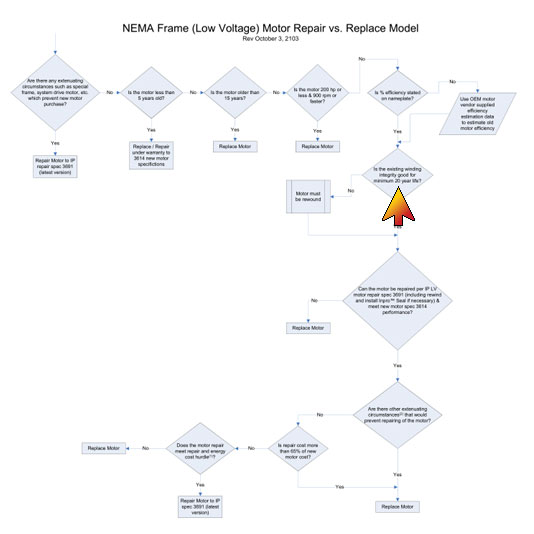 NEMA Frame (Low Voltage) Motor Repair vs. Replace Model
Rev October 3, 2103
Are there any extenuating
circumstances such as special
frame, system drive motor, etc.
which prevent new motor
purchase?
No
Is the motor less than
5 years old?
No
Is the motor older than
15 years?
No
Is the motor 200 hp or
less & 900 rpm or
faster?
No
Is % efficiency stated
on nameplate?
No
Use OEM motor
vendor supplied
efficiency
estimation data
to estimate old
motor efficiency
Yes
Repair Motor to IP
repair spec 3691
(latest version)
Yes
Replace / Repair
under warranty to
3614 new motor
specifictions
Yes
Replace Motor
Yes
Replace Motor
Yes
Is the existing winding
integrity good for
minimum 20 year life?
No
Motor must
be rewound
Yes
Can the motor be repaired per IP LV
motor repair spec 3691 (including rewind
and install Inpro™ Seal if necessary) &
meet new motor spec 3614
performance?
No
Replace Motor
Yes
Are there other extenuating
circumstances⁽²⁾ that would
prevent repairing of the motor?
No
Is repair cost more
than 65% of new
motor cost?
No
Does the motor repair
meet repair and energy
cost hurdle⁽¹⁾?
No
Replace Motor
Yes
Repair Motor to IP
spec 3691 (latest
version)
Yes
Yes
Replace Motor